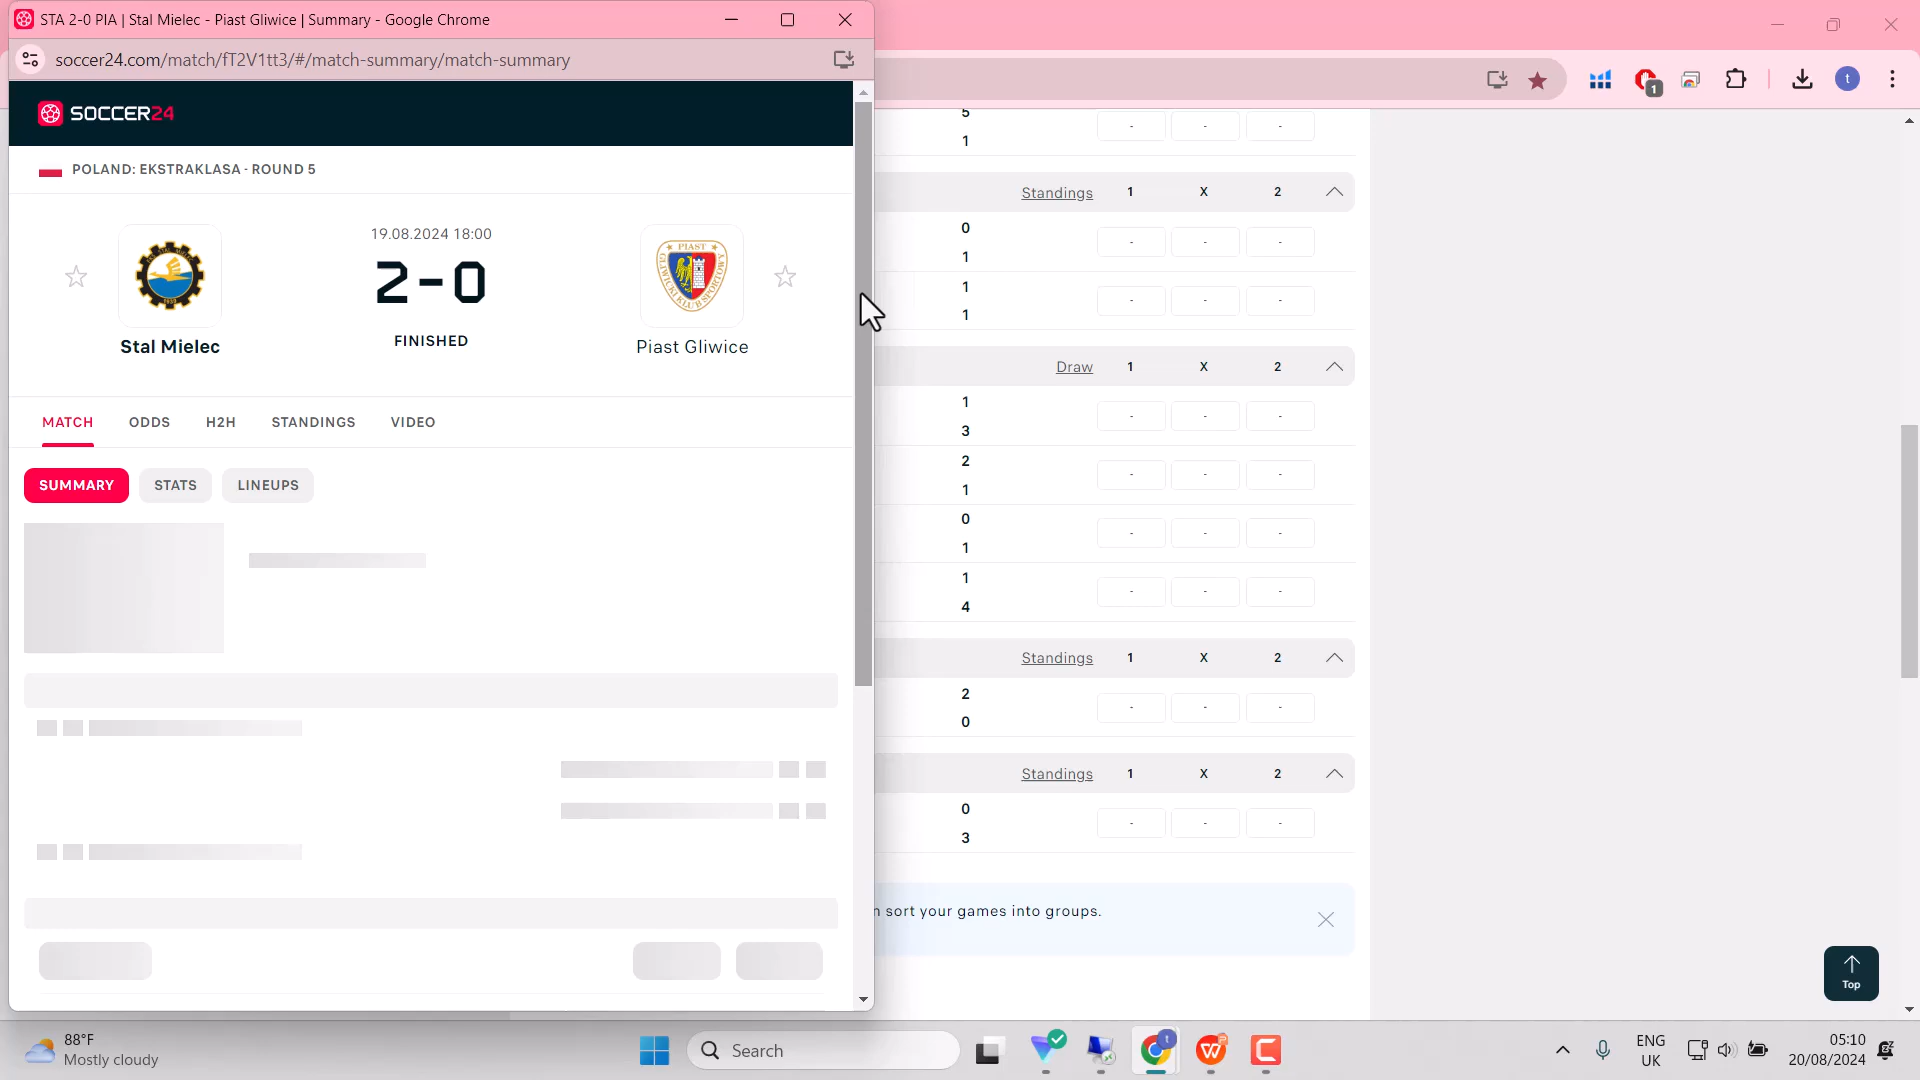 STA 2-0 PIA | Stal Mielec - Piast Gliwice | Summary - Google Chrome
soccer24.com/match/fT2V1tt3/#/match-summary/match-summary
SOCCER24
POLAND: EKSTRAKLASA - ROUND 5
19.08.2024 18:00
2-0
FINISHED
Stal Mielec
PIAST
Piast Gliwice
MATCH ODDS H2H STANDINGS VIDEO
SUMMARY STATS LINEUPS
1
t
5
1
- - -
Standings 1 X 2
0
1
- - -
1
1
- - -
Draw 1 X 2
1
3
- - -
2
1
- - -
0
1
- - -
1
4
- - -
Standings 1 X 2
2
0
- - -
Standings 1 X 2
0
3
- - -
n sort your games into groups.
Top
88°F
Mostly cloudy
Search
t
ENG
UK
05:10
20/08/2024